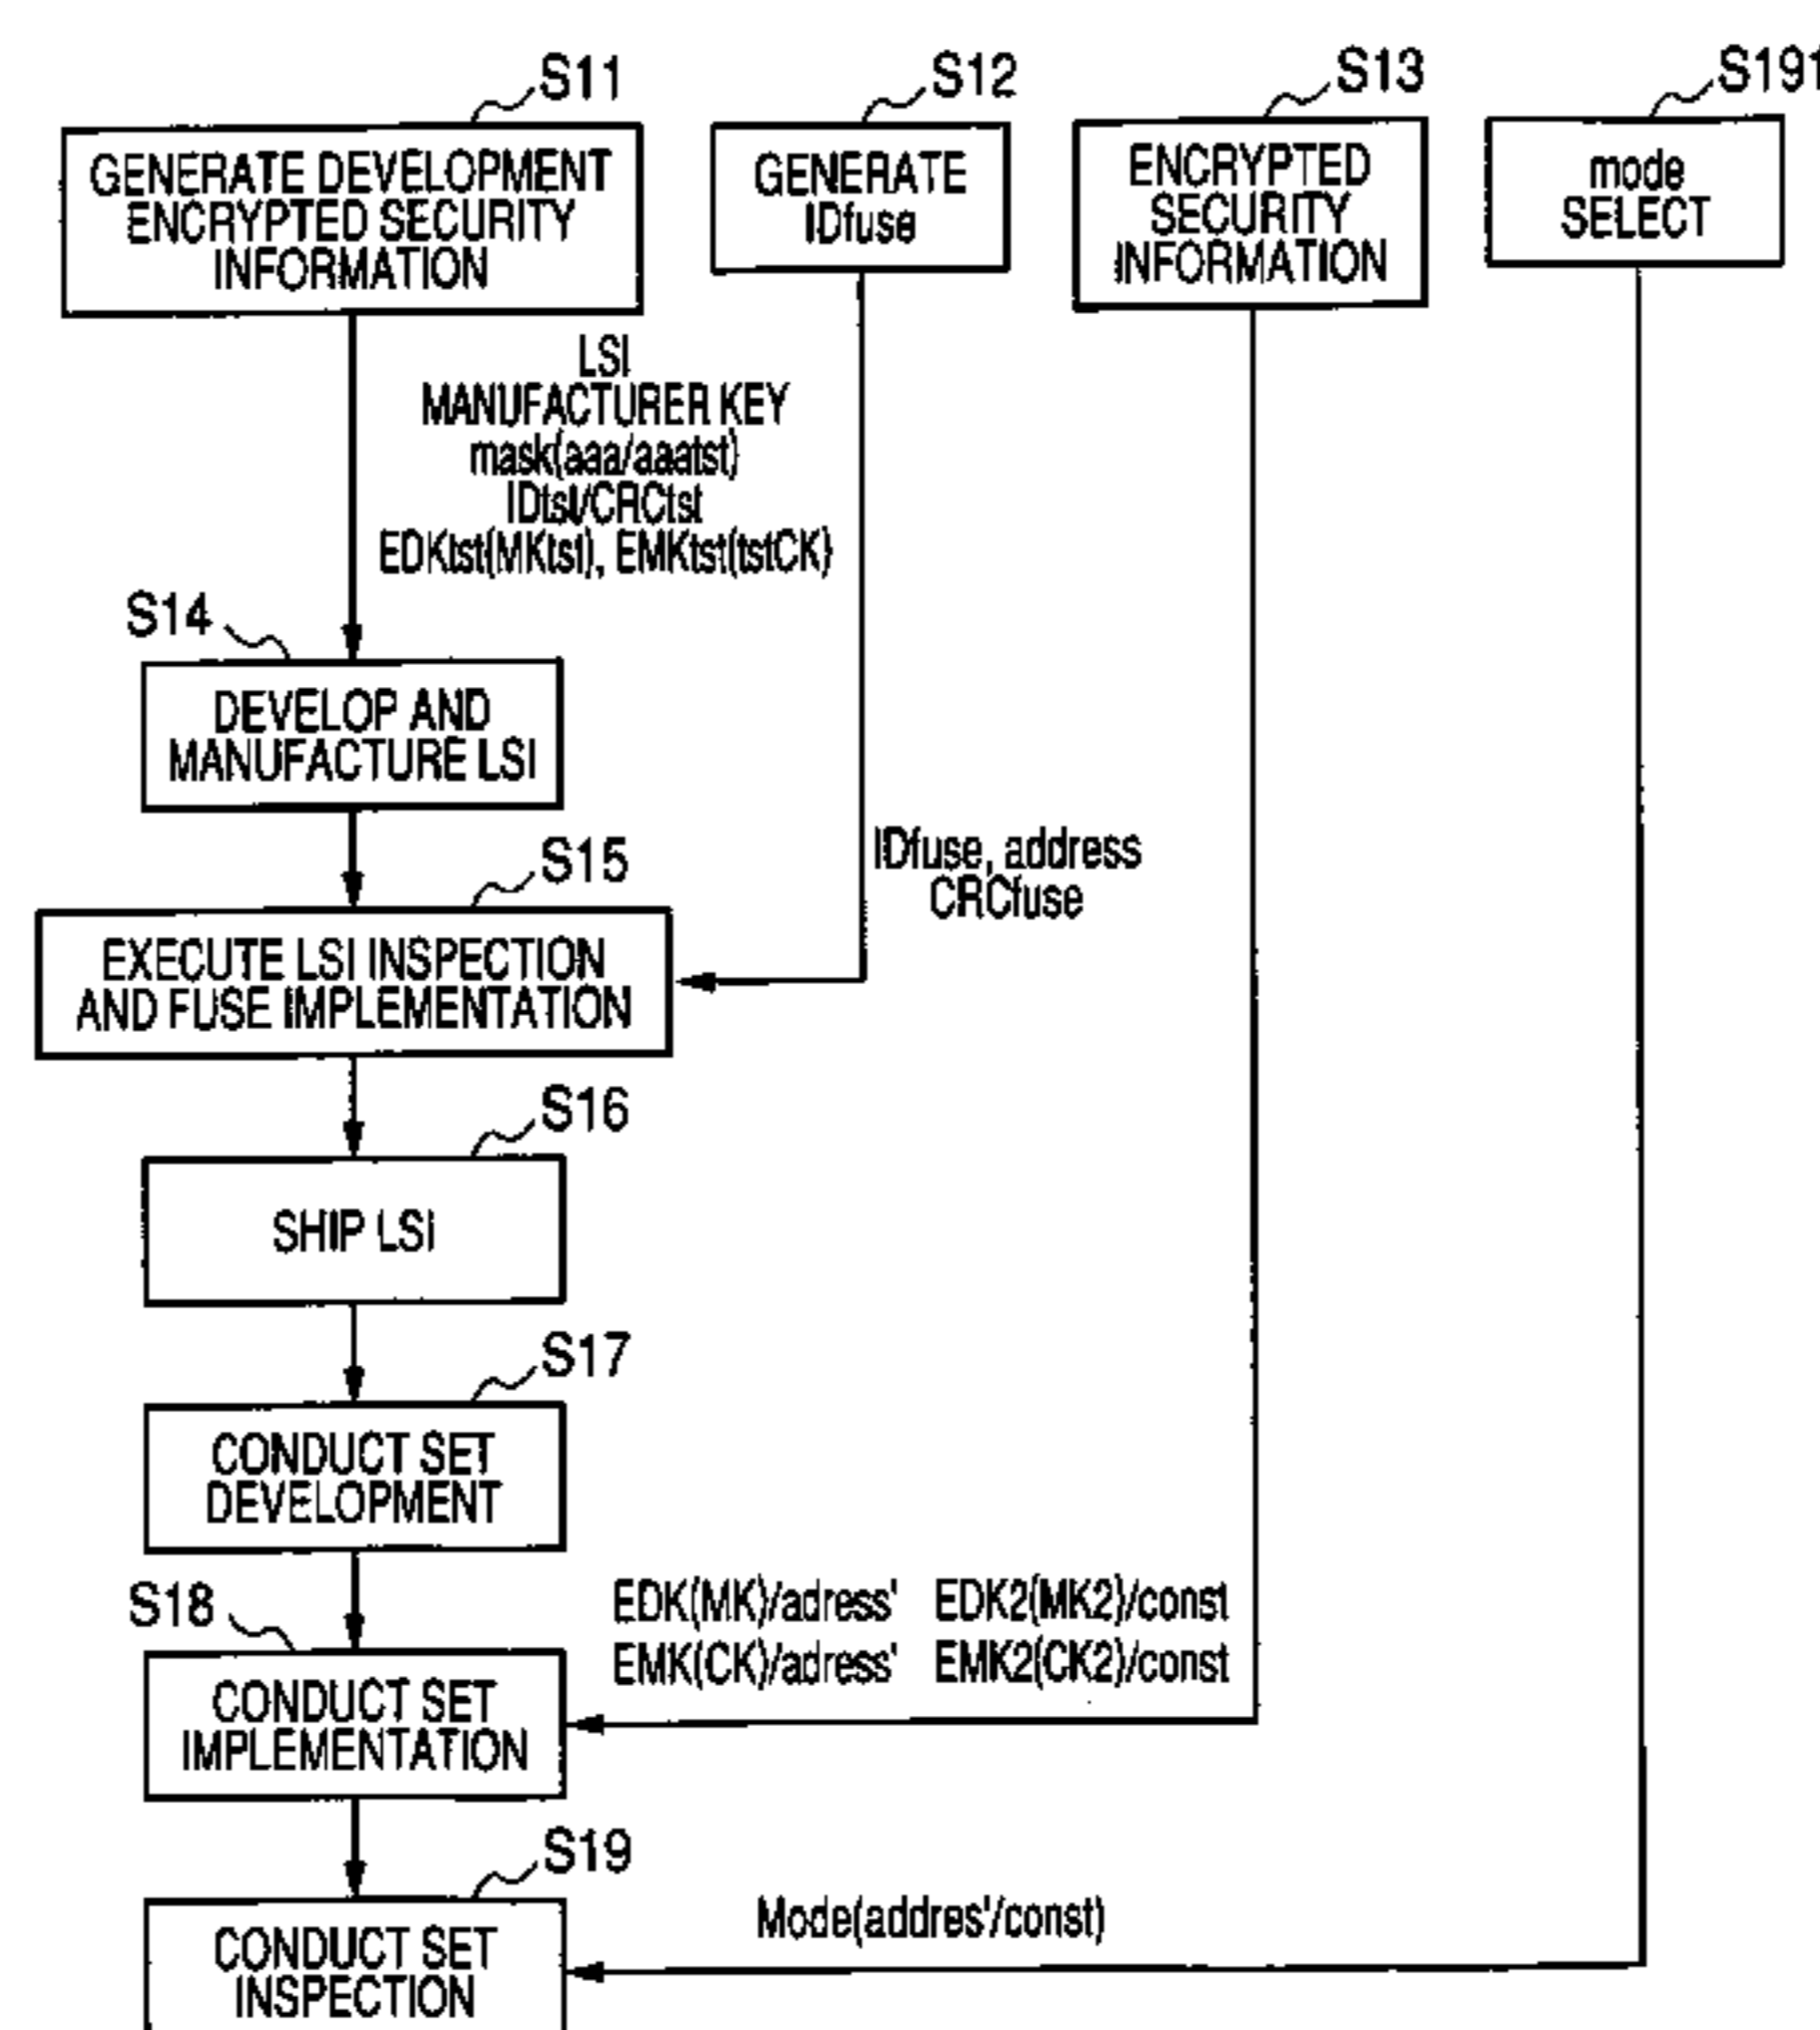 S11
S12
S13
S191
GENERATE DEVELOPMENT
ENCRYPTED SECURITY
INFORMATION
GENERATE
IDfuse
ENCRYPTED
SECURITY
INFORMATION
mode
SELECT
LSI
MANUFACTURER KEY
mask(aaa/aaatst)
IDtst/CRCtst
EDKtst(MKtst), EMKtst(tstCK)
S14
DEVELOP AND
MANUFACTURE LSI
IDfuse, address
CRCfuse
S15
EXECUTE LSI INSPECTION
AND FUSE IMPLEMENTATION
S16
SHIP LSI
S17
CONDUCT SET
DEVELOPMENT
S18
EDK(MK)/adress' EDK2(MK2)/const
EMK(CK)/adress' EMK2(CK2)/const
CONDUCT SET
IMPLEMENTATION
S19
Mode(addres'/const)
CONDUCT SET
INSPECTION